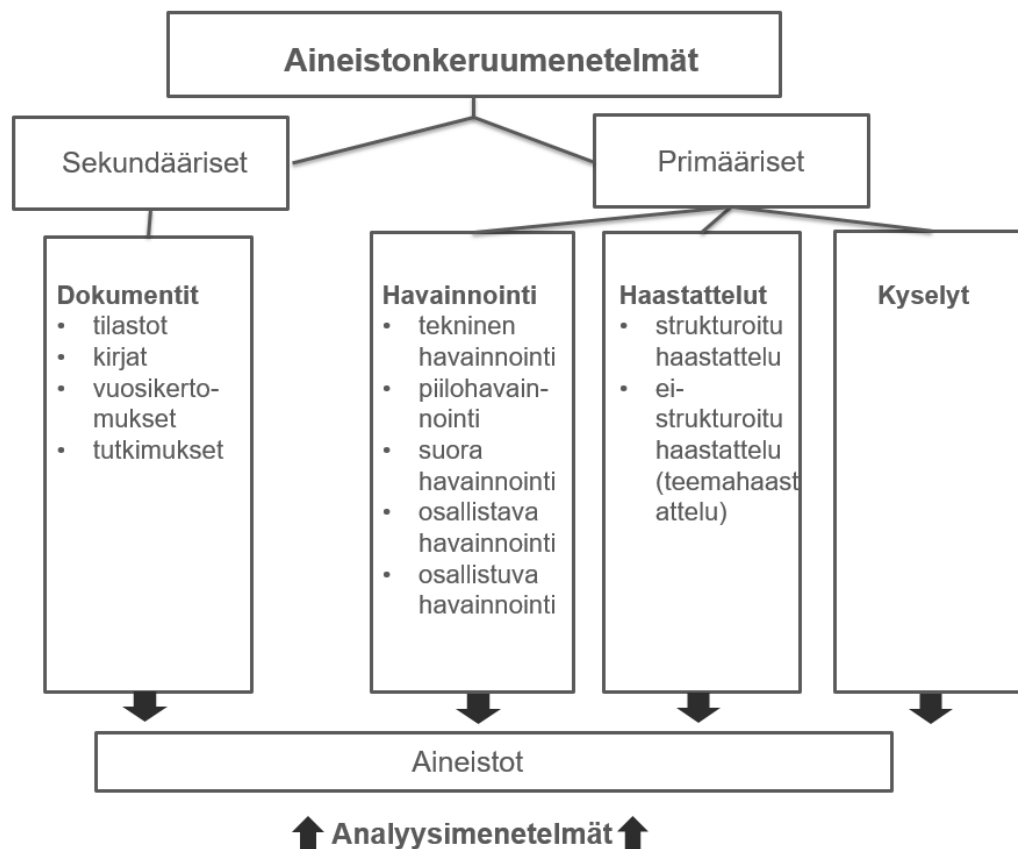 Aineistonkeruumenetelmät
Sekundääriset
Primääriset
Dokumentit
• tilastot
• kirjat
• vuosikerto-
mukset
• tutkimukset
Havainnointi
• tekninen
havainnointi
• piilohavain-
nointi
• suora
havainnointi
• osallistava
havainnointi
• osallistuva
havainnointi
Haastattelut
• strukturoitu
haastattelu
• ei-
strukturoitu
haastattelu
(teemahaast
attelu)
Kyselyt
Aineistot
Analyysimenetelmät